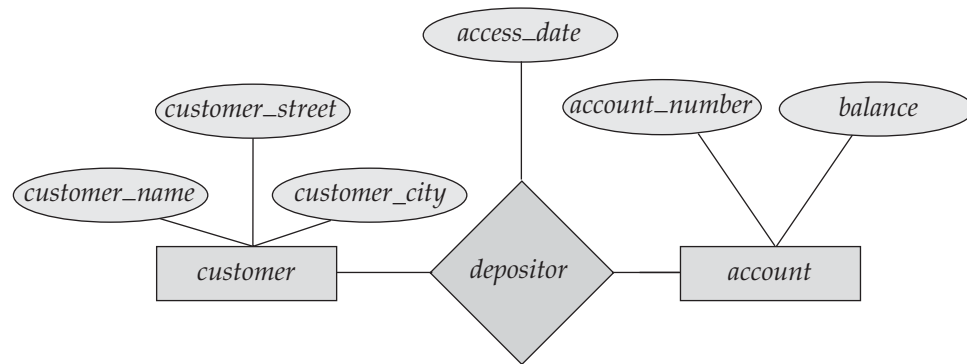 access_date
customer_street
account_number
balance
customer_name
customer_city
customer
depositor
account